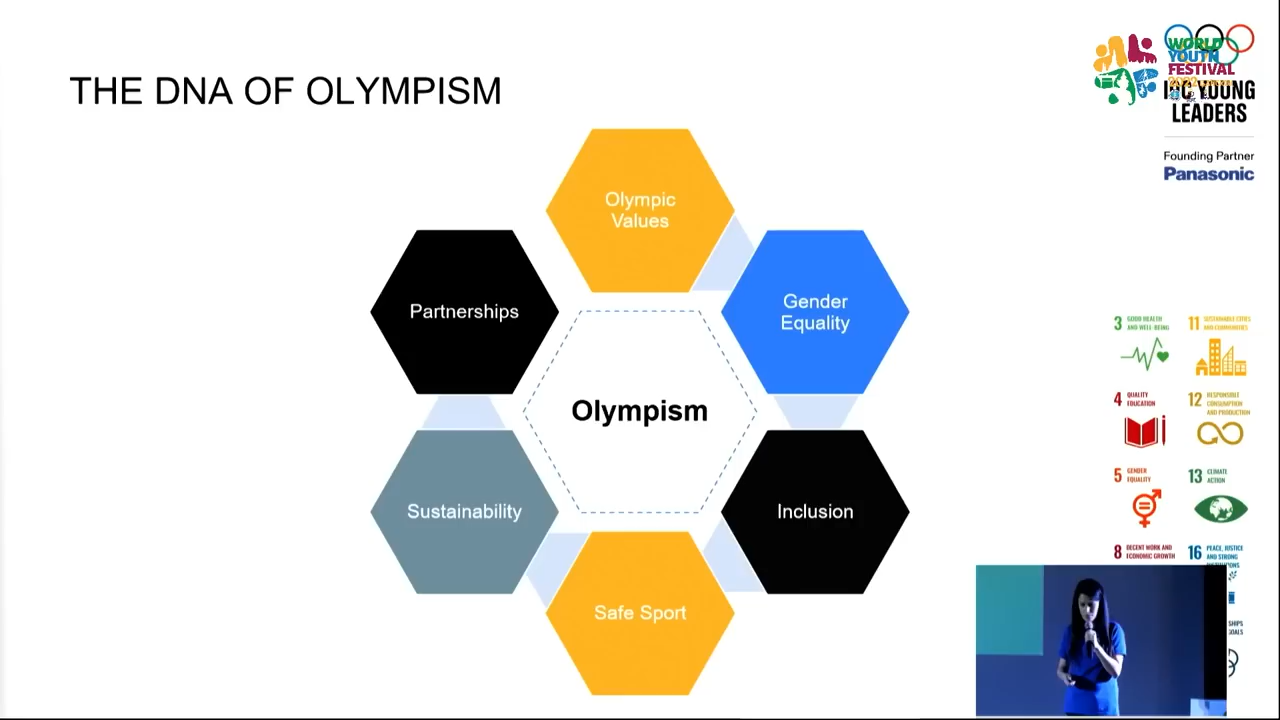 THE DNA OF OLYMPISM
WORLD
YOUTH
FESTIVAL
2022
YOUNG
LEADERS
Founding Partner
Panasonic
Olympic
Values
Partnerships
Gender
Equality
Olympism
Sustainability
Inclusion
Safe Sport
3 GOOD HEALTH
AND WELL-BEING
11 SUSTAINABLE CITIES
AND COMMUNITIES
4 QUALITY
EDUCATION
12 RESPONSIBLE
CONSUMPTION
AND PRODUCTION
5 GENDER
EQUALITY
13 CLIMATE
ACTION
8 DECENT WORK AND
ECONOMIC GROWTH
16 PEACE, JUSTICE
AND STRONG